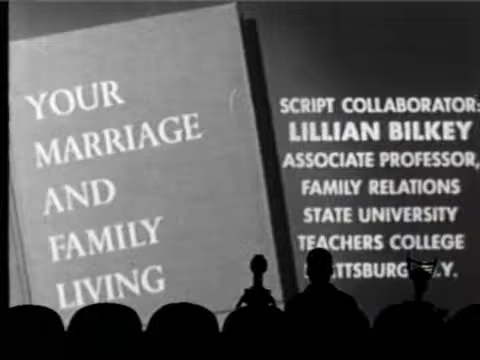 YOUR
MARRIAGE
AND
FAMILY
LIVING
SCRIPT COLLABORATOR:
LILLIAN BILKEY
ASSOCIATE PROFESSOR,
FAMILY RELATIONS
STATE UNIVERSITY
TEACHERS COLLEGE